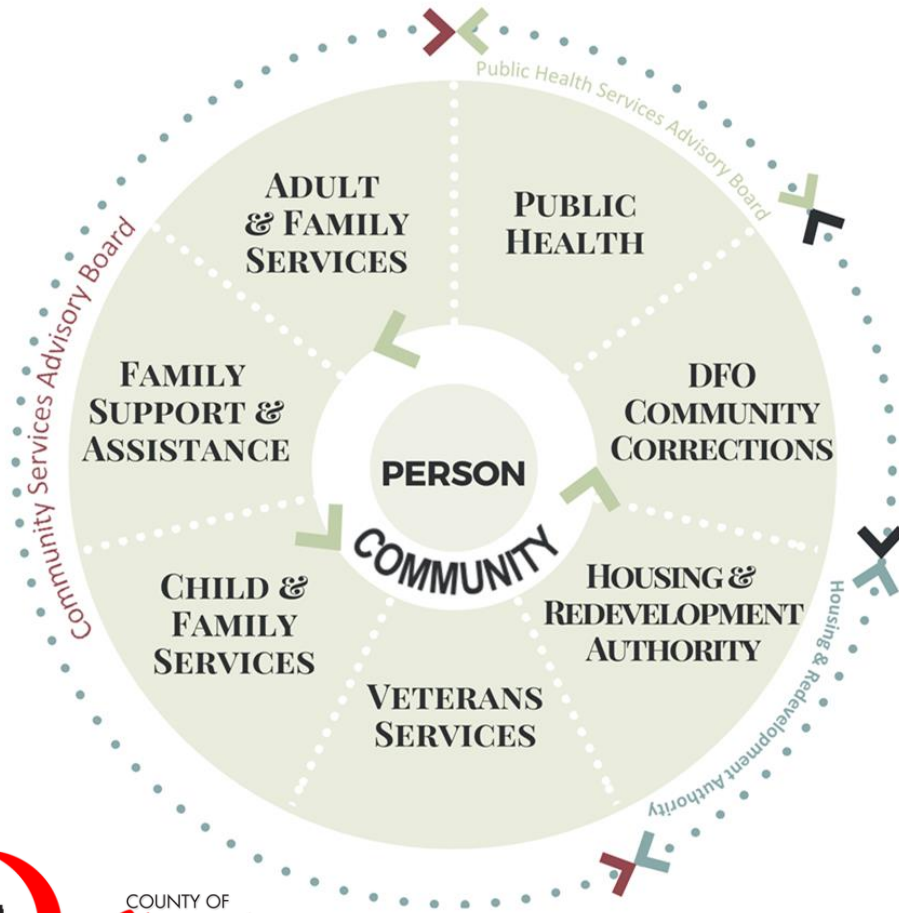 Public Health Services Advisory Board
Community Services Advisory Board
Housing & Redevelopment Authority
ADULT
& FAMILY
SERVICES
PUBLIC
HEALTH
FAMILY
SUPPORT &
ASSISTANCE
DFO
COMMUNITY
CORRECTIONS
PERSON
COMMUNITY
CHILD &
FAMILY
SERVICES
HOUSING &
REDEVELOPMENT
AUTHORITY
VETERANS
SERVICES
COUNTY OF